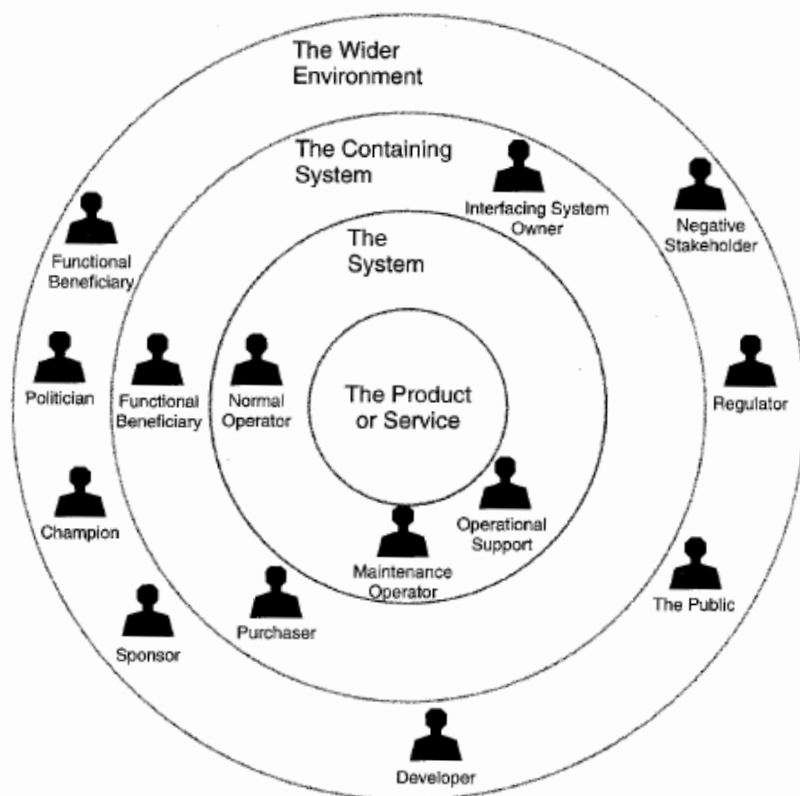 The Wider
Environment
The Containing
System
Interfacing System
Owner
Negative
Stakeholder
The
System
Functional
Beneficiary
Politician
Functional
Beneficiary
Normal
Operator
The Product
or Service
Regulator
Champion
Operational
Support
Maintenance
Operator
The Public
Purchaser
Sponsor
Developer